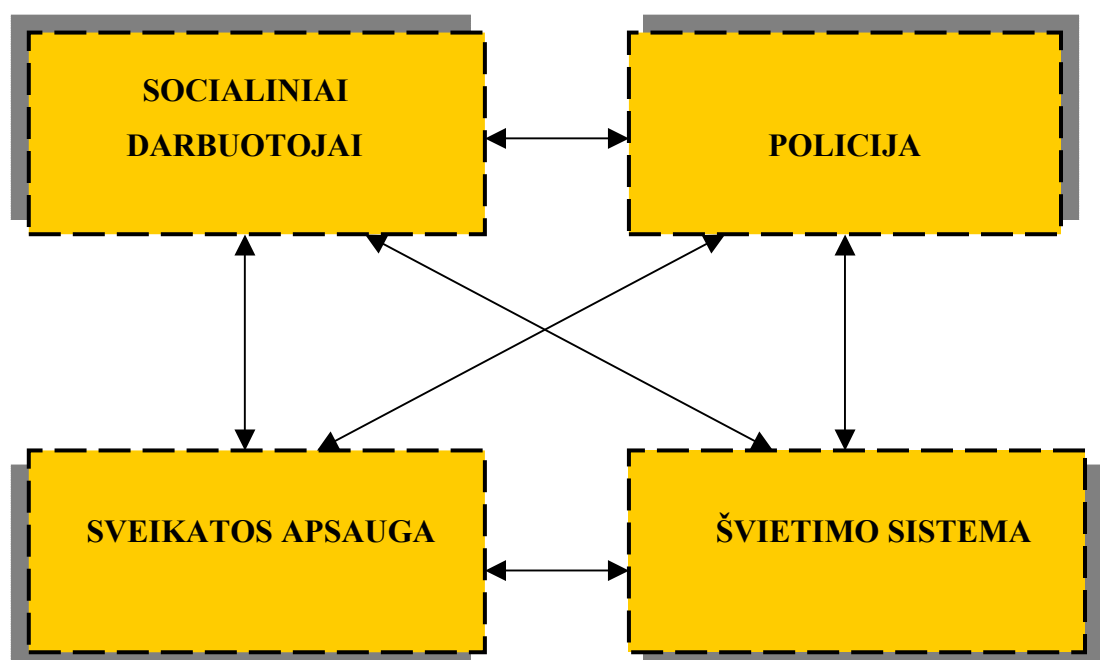 SOCIALINIAI
DARBUOTOJAI
POLICIJA
SVEIKATOS APSAUGA
ŠVIETIMO SISTEMA